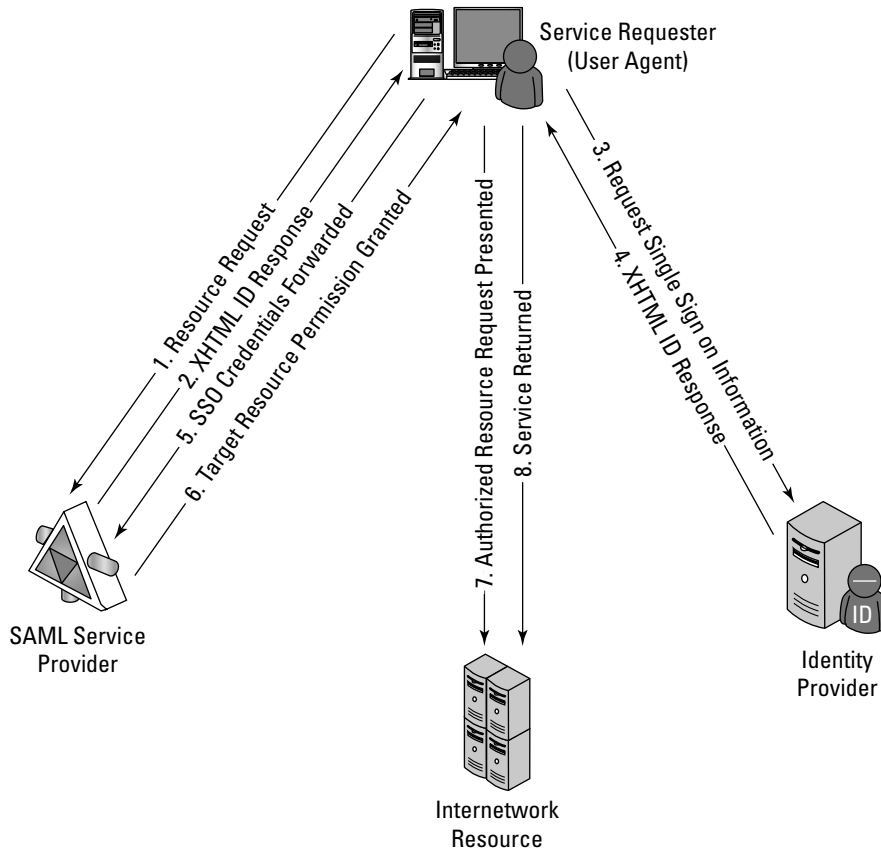 Service Requester
(User Agent)
1. Resource Request
2. XHTML ID Response
5. SSO Credentials Forwarded
6. Target Resource Permission Granted
7. Authorized Resource Request Presented
8. Service Returned
3. Request Single Sign on Information
4. XHTML ID Response
SAML Service
Provider
ID
Identity
Provider
Internetwork
Resource